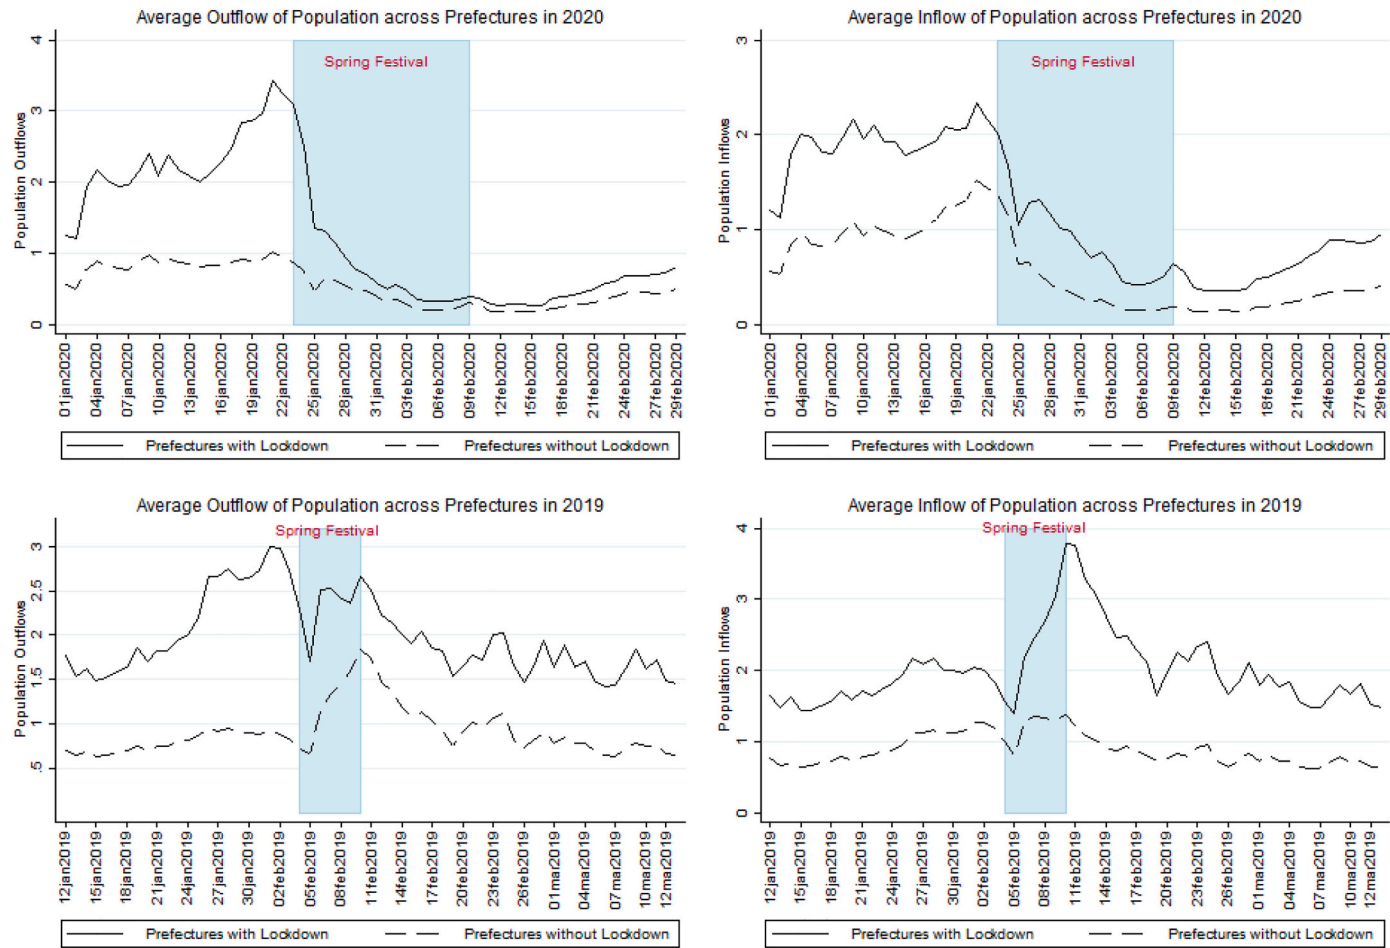 Average Outflow of Population across Prefectures in 2020
Spring Festival
Population Outflows
4
3
2
1
0
01jan2020
04jan2020
07jan2020
10jan2020
13jan2020
16jan2020
19jan2020
22jan2020
25jan2020
28jan2020
31jan2020
03feb2020
06feb2020
09feb2020
12feb2020
15feb2020
18feb2020
21feb2020
24feb2020
27feb2020
29feb2020
Prefectures with Lockdown
Prefectures without Lockdown
Average Inflow of Population across Prefectures in 2020
Spring Festival
Population Inflows
3
2
1
0
01jan2020
04jan2020
07jan2020
10jan2020
13jan2020
16jan2020
19jan2020
22jan2020
25jan2020
28jan2020
31jan2020
03feb2020
06feb2020
09feb2020
12feb2020
15feb2020
18feb2020
21feb2020
24feb2020
27feb2020
29feb2020
Prefectures with Lockdown
Prefectures without Lockdown
Average Outflow of Population across Prefectures in 2019
Spring Festival
Population Outflows
3
2.5
2
1.5
1
.5
12jan2019
15jan2019
18jan2019
21jan2019
24jan2019
27jan2019
30jan2019
02feb2019
05feb2019
08feb2019
11feb2019
14feb2019
17feb2019
20feb2019
23feb2019
26feb2019
01mar2019
04mar2019
07mar2019
10mar2019
12mar2019
Prefectures with Lockdown
Prefectures without Lockdown
Average Inflow of Population across Prefectures in 2019
Spring Festival
Population Inflows
4
3
2
1
0
12jan2019
15jan2019
18jan2019
21jan2019
24jan2019
27jan2019
30jan2019
02feb2019
05feb2019
08feb2019
11feb2019
14feb2019
17feb2019
20feb2019
23feb2019
26feb2019
01mar2019
04mar2019
07mar2019
10mar2019
12mar2019
Prefectures with Lockdown
Prefectures without Lockdown